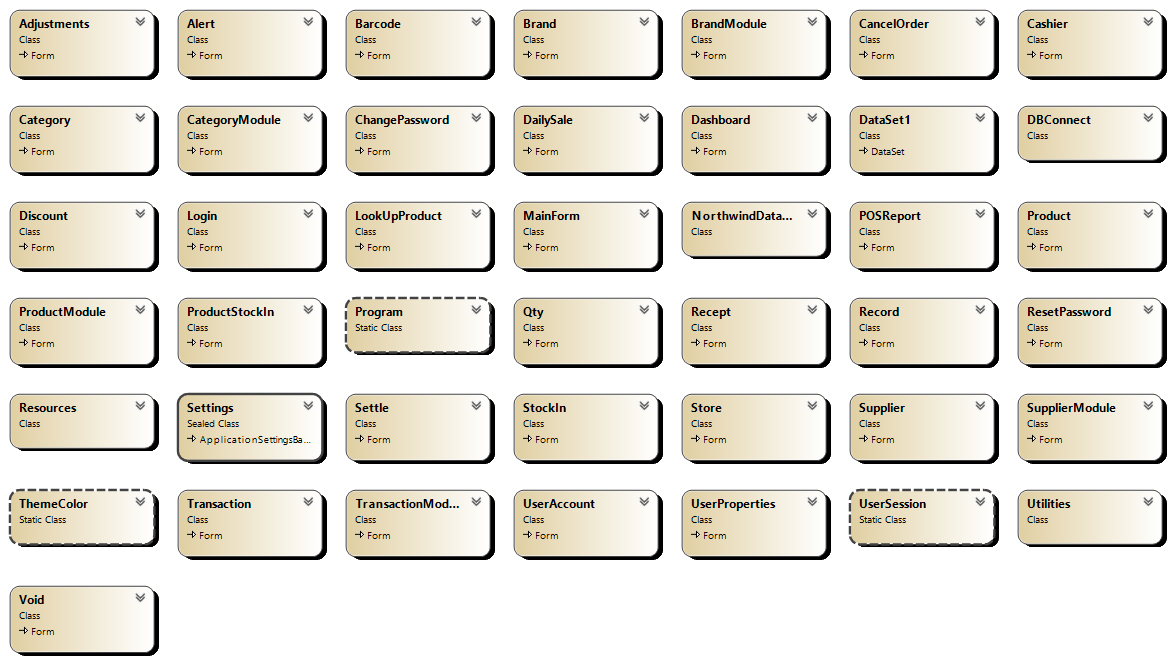 Adjustments
Class
Form
Alert
Class
Form
Barcode
Class
Form
Brand
Class
Form
BrandModule
Class
Form
CancelOrder
Class
Form
Cashier
Class
Form
Category
Class
Form
CategoryModule
Class
Form
ChangePassword
Class
Form
DailySale
Class
Form
Dashboard
Class
Form
DataSet1
Class
DataSet
DBConnect
Class
Discount
Class
Form
Login
Class
Form
LookUpProduct
Class
Form
MainForm
Class
Form
NorthwindData...
Class
POSReport
Class
Form
Product
Class
Form
ProductModule
Class
Form
ProductStockIn
Class
Form
Program
Static Class
Qty
Class
Form
Recept
Class
Form
Record
Class
Form
ResetPassword
Class
Form
Resources
Class
Settings
Sealed Class
ApplicationSettingsBa...
Settle
Class
Form
StockIn
Class
Form
Store
Class
Form
Supplier
Class
Form
SupplierModule
Class
Form
ThemeColor
Static Class
Transaction
Class
Form
TransactionMod...
Class
Form
UserAccount
Class
Form
UserProperties
Class
Form
UserSession
Static Class
Utilities
Class
Void
Class
Form